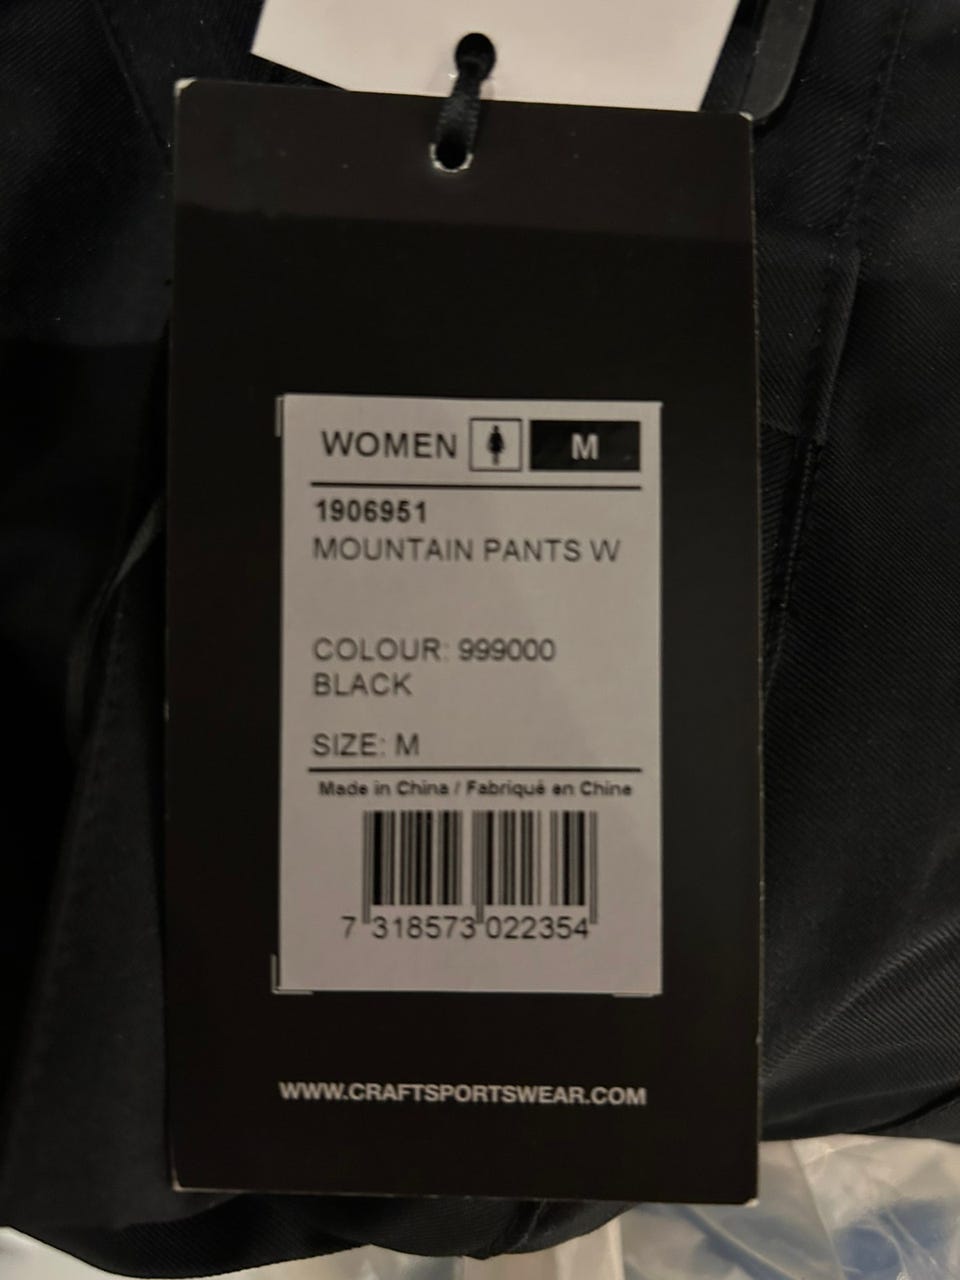 WOMEN M
1906951
MOUNTAIN PANTS W
COLOUR: 999000
BLACK
SIZE: M
Made in China / Fabriqué en Chine
7 318573 022354
WWW.CRAFTSPORTSWEAR.COM